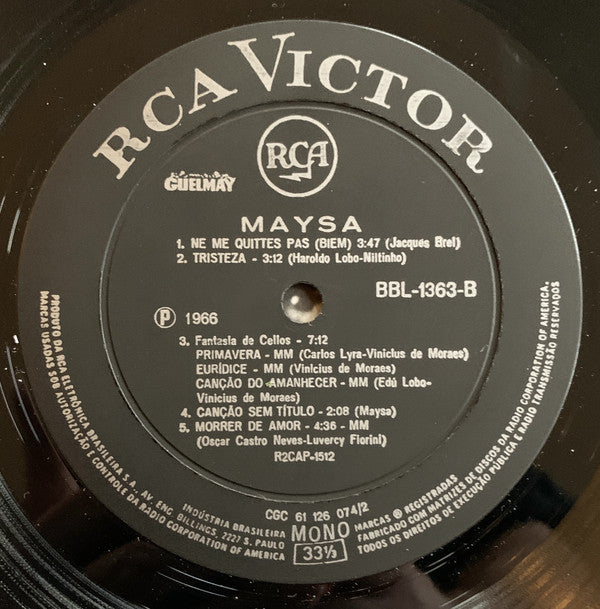 RCA VICTOR
RCA
GUELMAY
MAYSA
1. NE ME QUITTES PAS (BIEM) 3:47 (Jacques Brel)
2. TRISTEZA - 3:12 (Haroldo Lobo-Niltinho)
BBL-1363-B
Ⓟ 1966
3. Fantasia de Cellos - 7:12
PRIMAVERA - MM (Carlos Lyra-Vinicius de Moraes)
EURÍDICE - MM (Vinicius de Moraes)
CANÇÃO DO AMANHECER - MM (Edú Lobo-
Vinicius de Moraes)
4. CANÇÃO SEM TÍTULO - 2:08 (Maysa)
5. MORRER DE AMOR - 4:36 - MM
(Oscar Castro Neves-Luvercy Fiorini)
R2CAP-1512
PRODUTO DA RCA ELETRÔNICA BRASILEIRA S.A. AV. ENG. BILLINGS, 2227 S. PAULO
MARCAS USADAS SOB AUTORIZAÇÃO E CONTROLE DA RADIO CORPORATION OF AMERICA
INDÚSTRIA BRASILEIRA
CGC 61 126 074/2
MONO
33⅓
MARCAS ® REGISTRADAS
FABRICADO COM MATRIZES DE DISCOS DA RADIO CORPORATION OF AMERICA.
TODOS OS DIREITOS DE EXECUÇÃO PÚBLICA E RADIO TRANSMISSÃO RESERVADOS